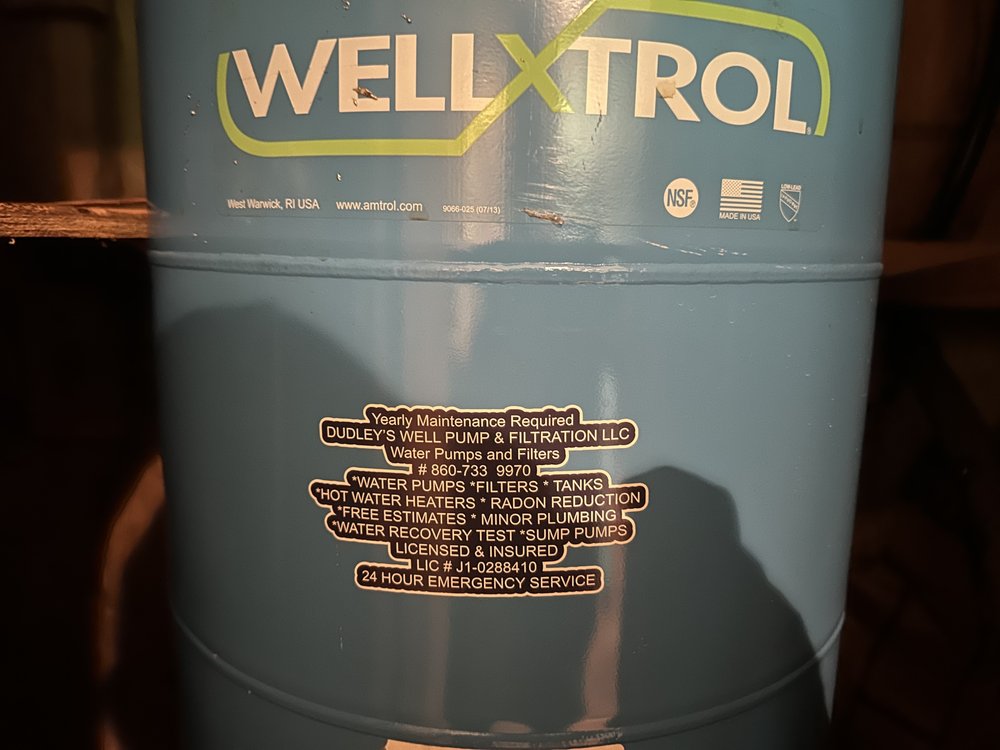 WELLXTROL®
West Warwick, RI USA www.amtrol.com 9066-025 (07/13)
NSF®
MADE IN USA
LOW LEAD
Yearly Maintenance Required
DUDLEY'S WELL PUMP & FILTRATION LLC
Water Pumps and Filters
# 860-733 9970
*WATER PUMPS *FILTERS * TANKS
*HOT WATER HEATERS * RADON REDUCTION
*FREE ESTIMATES * MINOR PLUMBING
*WATER RECOVERY TEST *SUMP PUMPS
LICENSED & INSURED
LIC # J1-0288410
24 HOUR EMERGENCY SERVICE